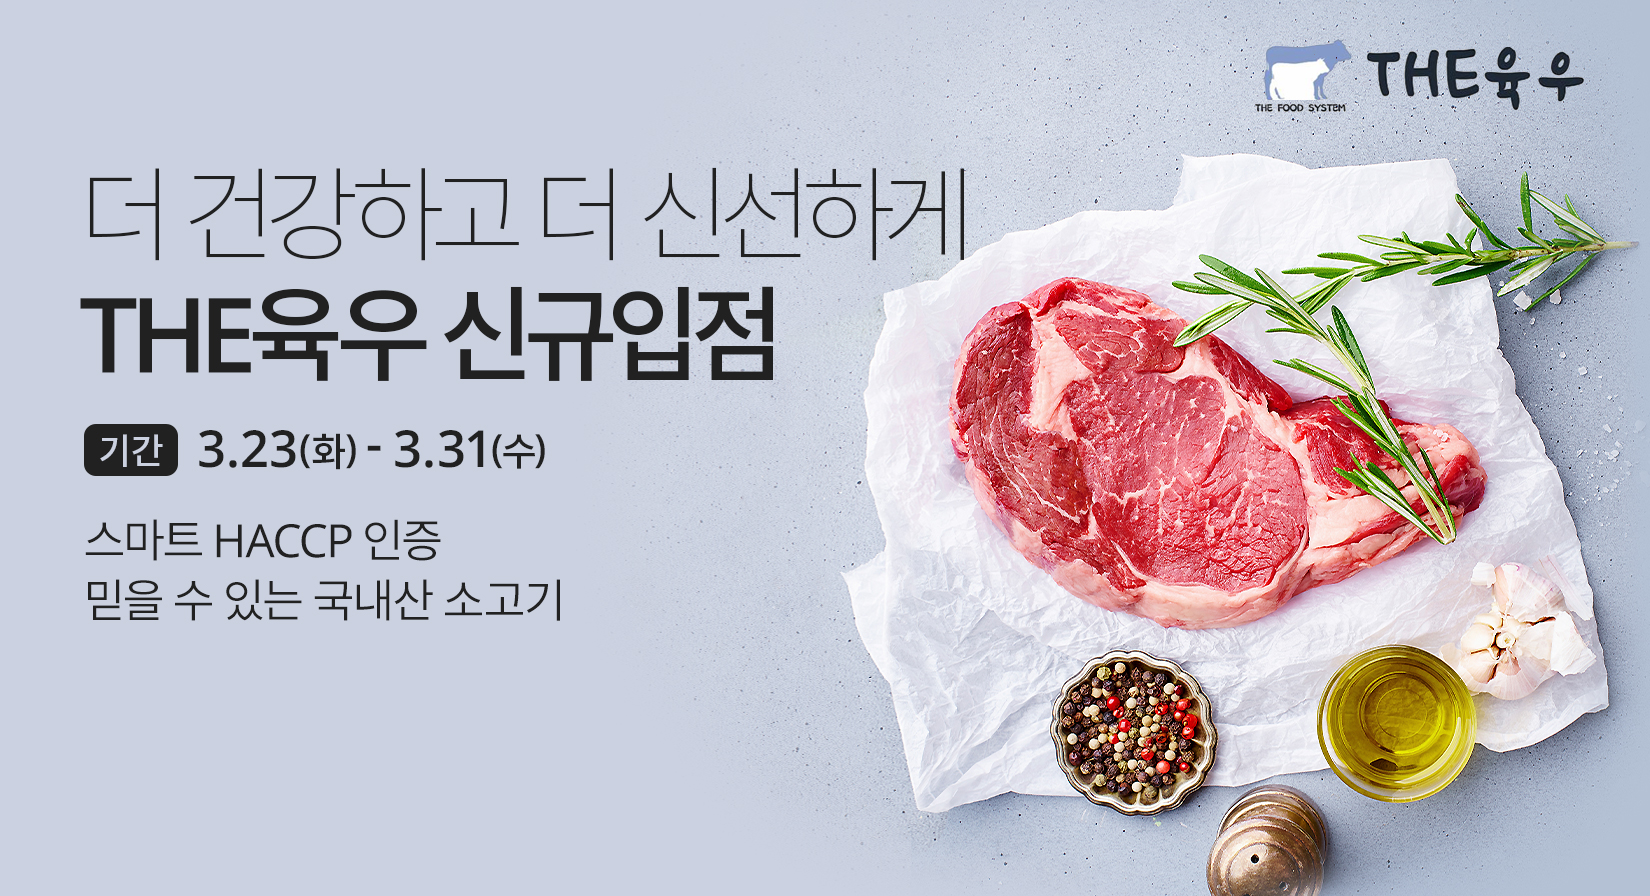 THE FOOD SYSTEM
THE육우
더 건강하고 더 신선하게
THE육우 신규입점
기간 3.23(화) - 3.31(수)
스마트 HACCP 인증
믿을 수 있는 국내산 소고기